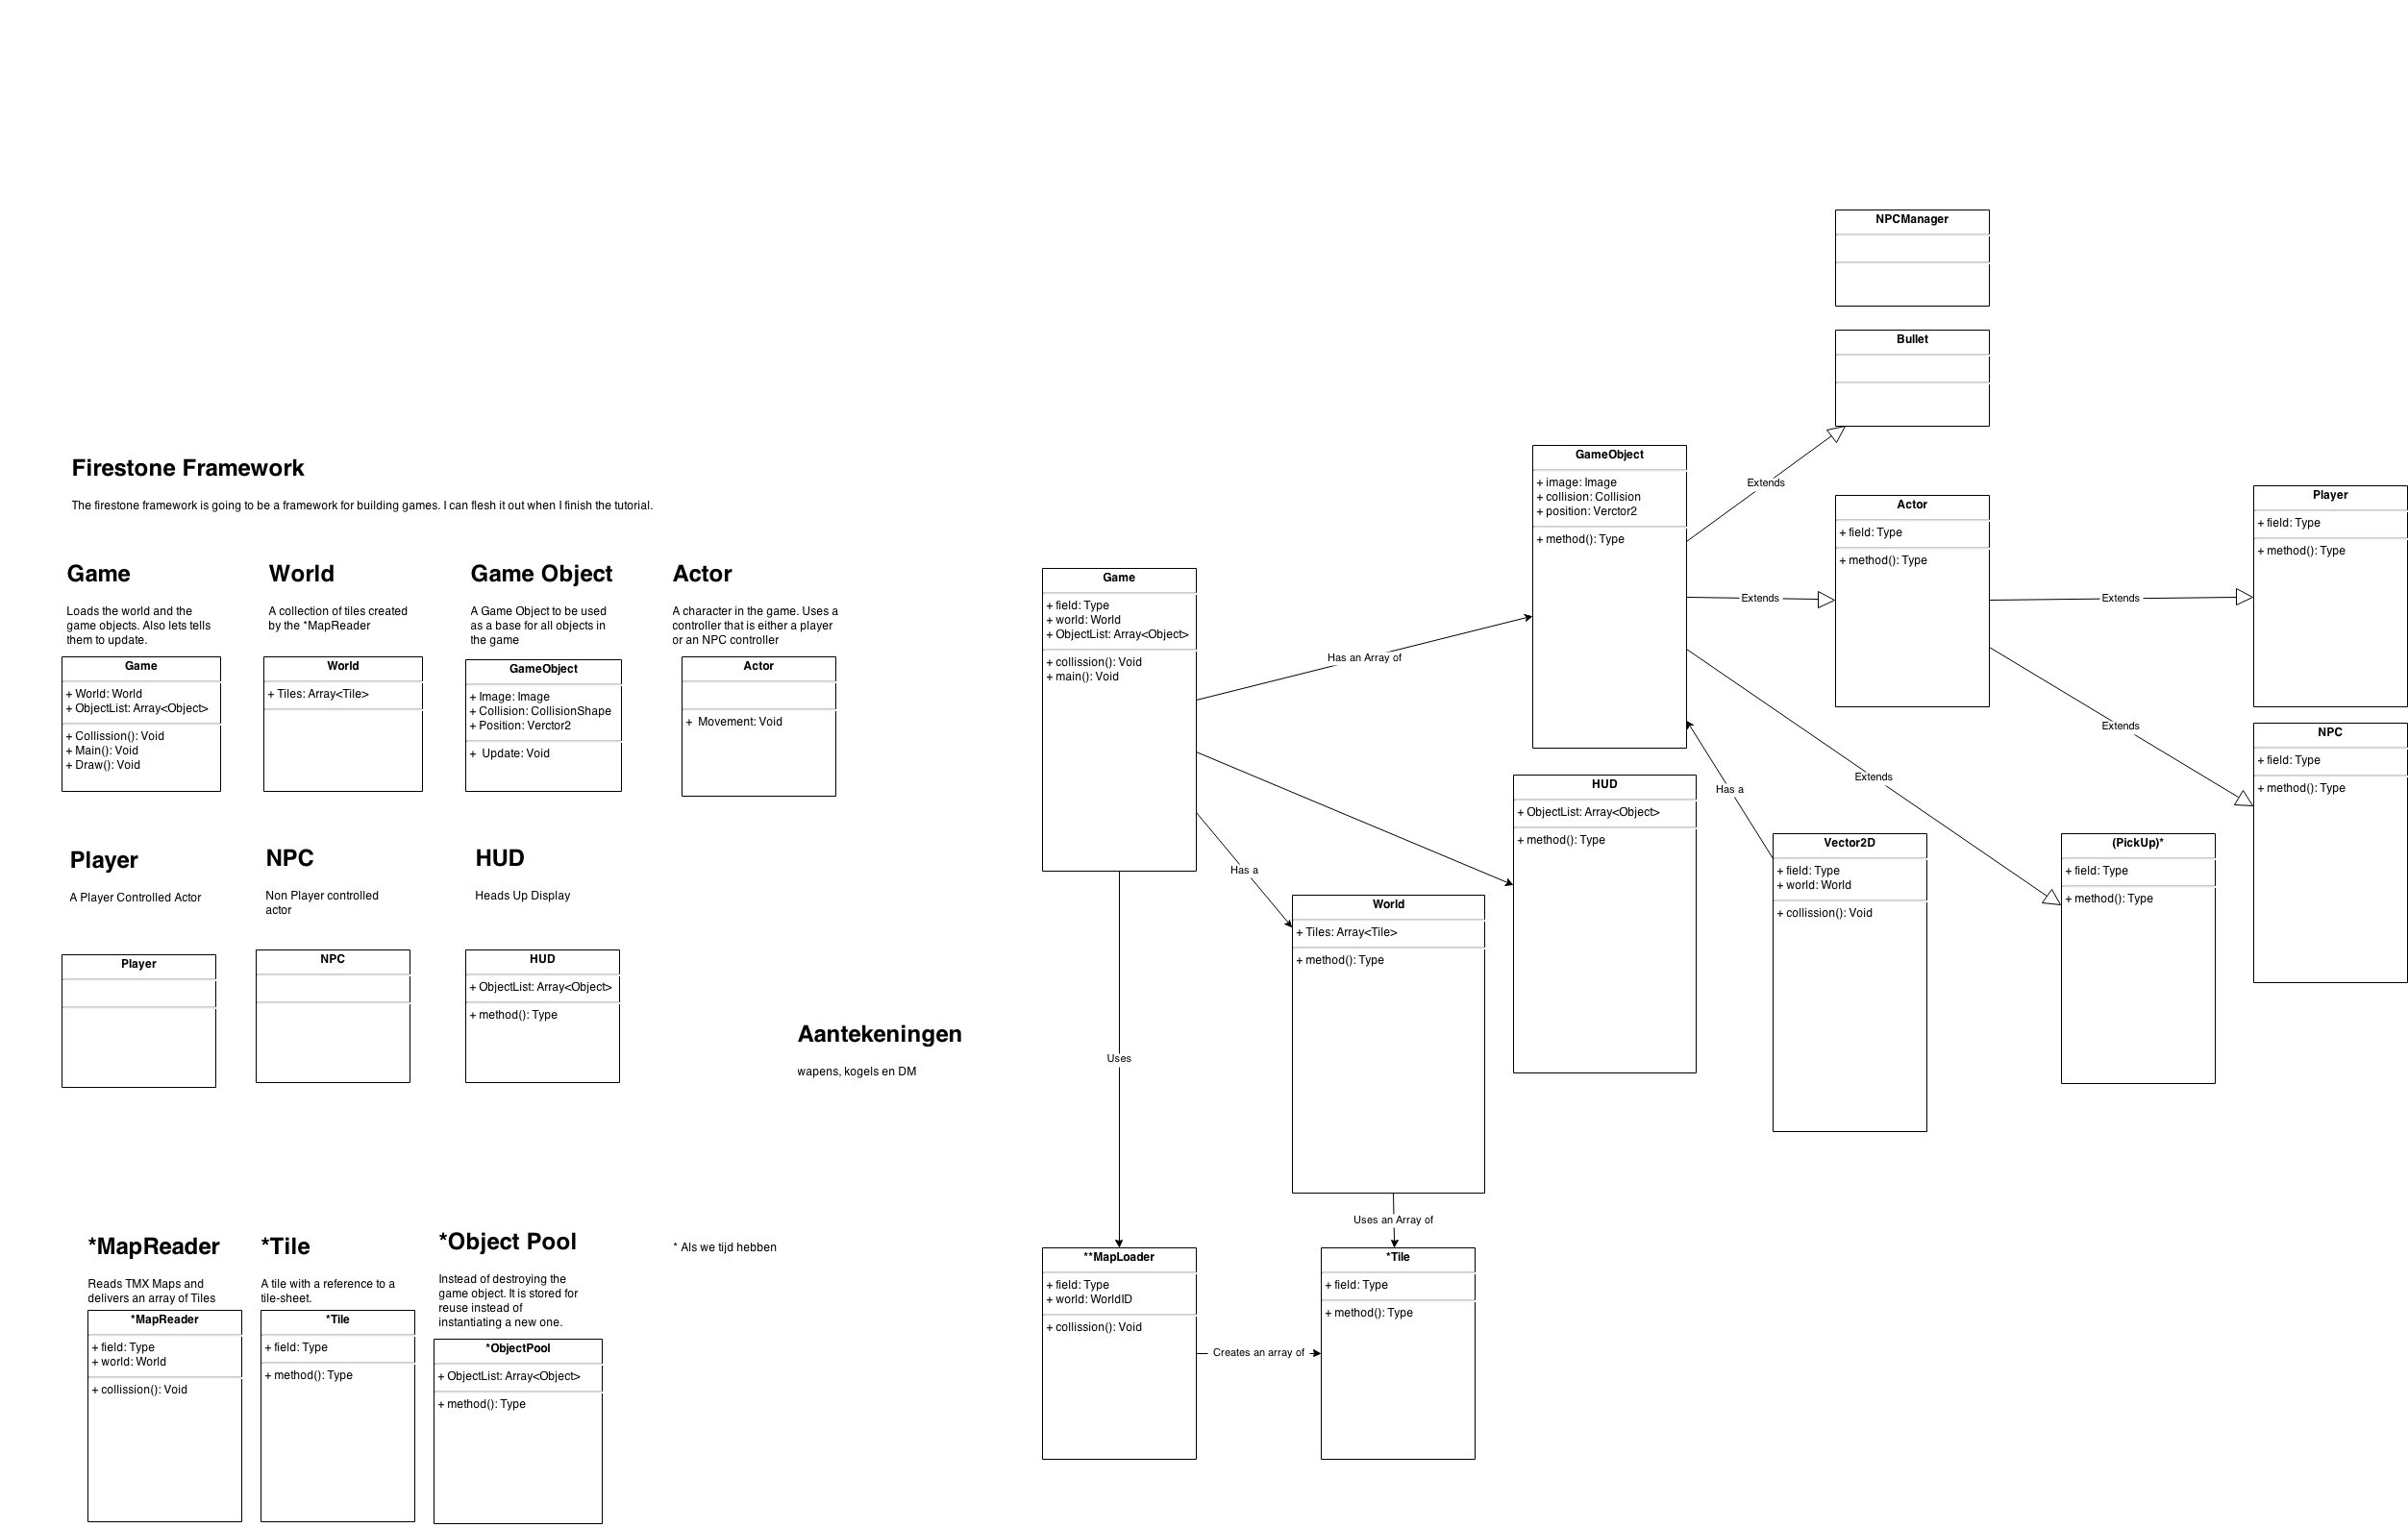 Firestone Framework
The firestone framework is going to be a framework for building games. I can flesh it out when I finish the tutorial.
Game
Loads the world and the
game objects. Also lets tells
them to update.
Game
+ World: World
+ ObjectList: Array<Object>
+ Collission(): Void
+ Main(): Void
+ Draw(): Void
World
A collection of tiles created
by the *MapReader
World
+ Tiles: Array<Tile>
Game Object
A Game Object to be used
as a base for all objects in
the game
GameObject
+ Image: Image
+ Collision: CollisionShape
+ Position: Verctor2
+ Update: Void
Actor
A character in the game. Uses a
controller that is either a player
or an NPC controller
Actor
+ Movement: Void
Player
A Player Controlled Actor
Player
NPC
Non Player controlled
actor
NPC
HUD
Heads Up Display
HUD
+ ObjectList: Array<Object>
+ method(): Type
Aantekeningen
wapens, kogels en DM
*MapReader
Reads TMX Maps and
delivers an array of Tiles
*MapReader
+ field: Type
+ world: World
+ collission(): Void
*Tile
A tile with a reference to a
tile-sheet.
*Tile
+ field: Type
+ method(): Type
*Object Pool
Instead of destroying the
game object. It is stored for
reuse instead of
instantiating a new one.
*ObjectPool
+ ObjectList: Array<Object>
+ method(): Type
* Als we tijd hebben
Game
+ field: Type
+ world: World
+ ObjectList: Array<Object>
+ collission(): Void
+ main(): Void
Has an Array of
Has a
Uses
GameObject
+ image: Image
+ collision: Collision
+ position: Verctor2
+ method(): Type
Extends
Extends
Extends
Has a
NPCManager
Bullet
Actor
+ field: Type
+ method(): Type
Extends
Extends
Player
+ field: Type
+ method(): Type
NPC
+ field: Type
+ method(): Type
HUD
+ ObjectList: Array<Object>
+ method(): Type
Vector2D
+ field: Type
+ world: World
+ collission(): Void
(PickUp)*
+ field: Type
+ method(): Type
World
+ Tiles: Array<Tile>
+ method(): Type
Uses an Array of
**MapLoader
+ field: Type
+ world: WorldID
+ collission(): Void
Creates an array of
*Tile
+ field: Type
+ method(): Type